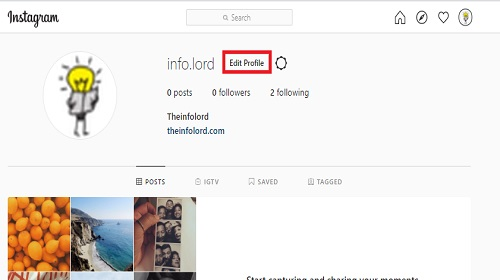 Instagram
Search
info.lord Edit Profile
0 posts 0 followers 2 following
Theinfolord
theinfolord.com
POSTS IGTV SAVED TAGGED
Start capturing and sharing your moments.